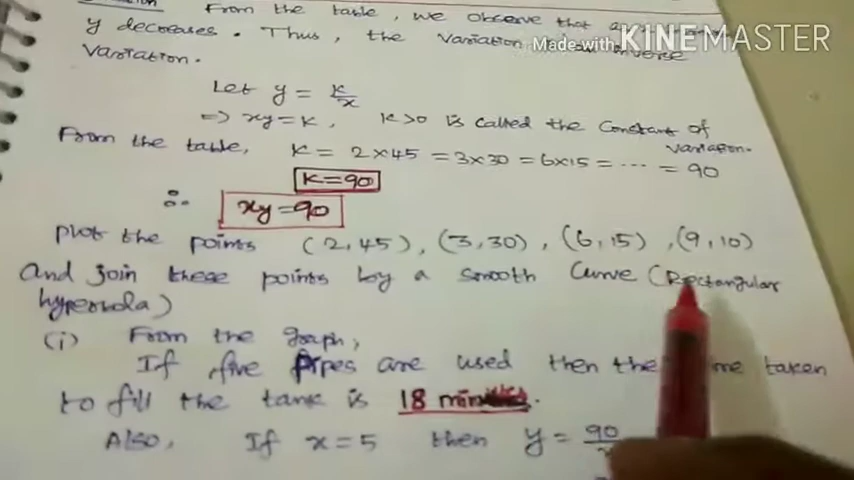 From the table, we observe that as
y decreases. Thus, the variation is an inverse
variation.
Made with KINEMASTER
Let y = k/x
=> xy=k, k>0 is called the constant of
variation.
From the table, K = 2×45 = 3×30 = 6×15 = ... = 90
K=90
∴ xy=90
plot the points (2,45), (3,30), (6,15), (9,10)
and join these points by a smooth curve (Rectangular
hyperbola)
(i) From the graph,
If five pipes are used then the time taken
to fill the tank is 18 min.
Also, If x=5 then y = 90/x